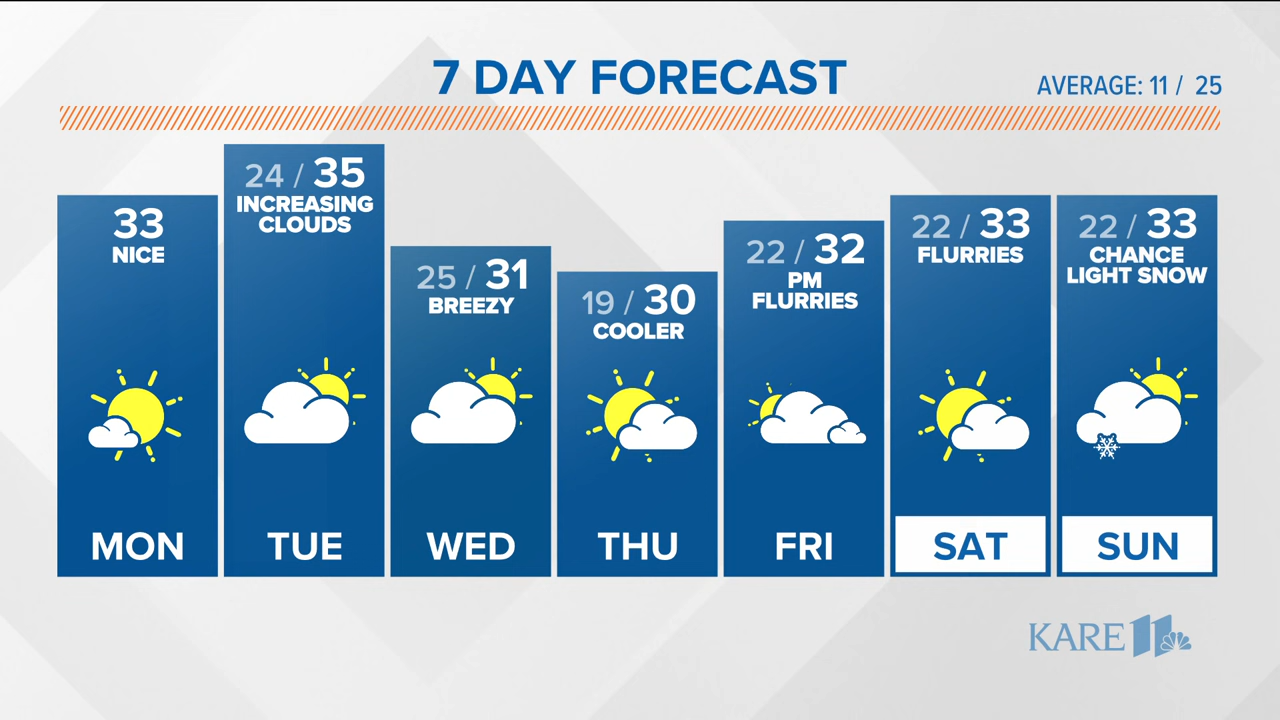 7 DAY FORECAST
AVERAGE: 11 / 25
33
NICE
MON
24 / 35
INCREASING
CLOUDS
TUE
25 / 31
BREEZY
WED
19 / 30
COOLER
THU
22 / 32
PM
FLURRIES
FRI
22 / 33
FLURRIES
SAT
22 / 33
CHANCE
LIGHT SNOW
SUN
KARE 11